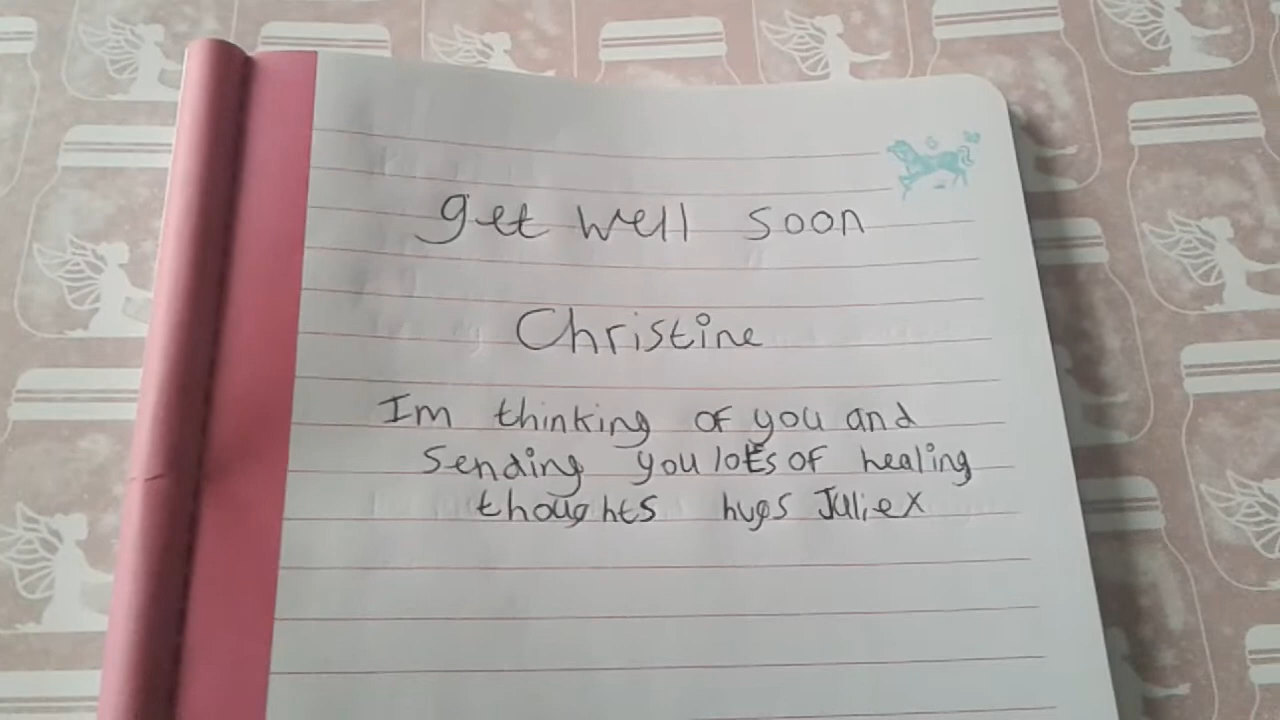 get well soon
Christine
Im thinking of you and
Sending you lots of healing
thoughts hugs Julie x